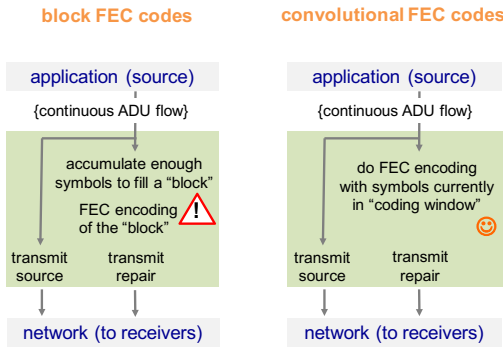 block FEC codes
application (source)
{continuous ADU flow}
accumulate enough
symbols to fill a “block”
FEC encoding
of the “block”
!
transmit
source
transmit
repair
network (to receivers)
convolutional FEC codes
application (source)
{continuous ADU flow}
do FEC encoding
with symbols currently
in “coding window”
transmit
source
transmit
repair
network (to receivers)